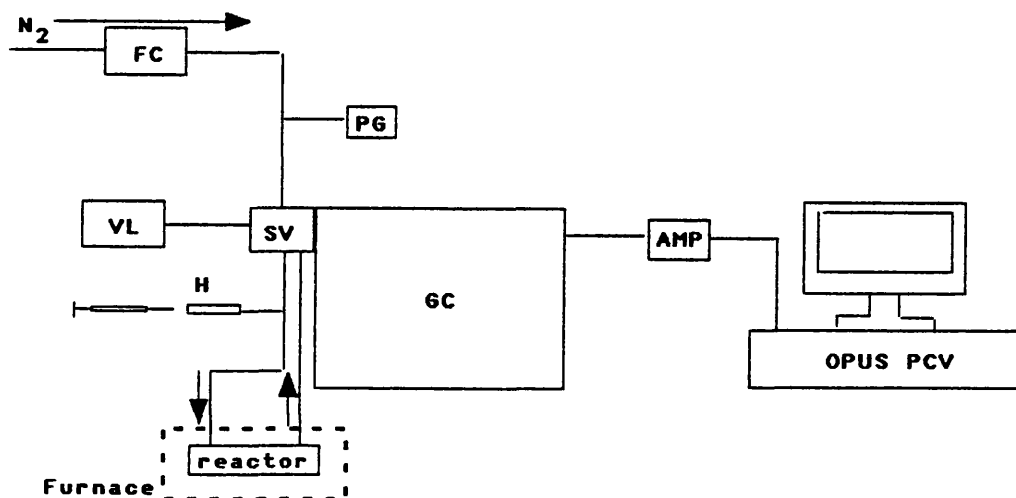 N2
FC
PG
VL
SV
AMP
H
GC
OPUS PCV
reactor
Furnace